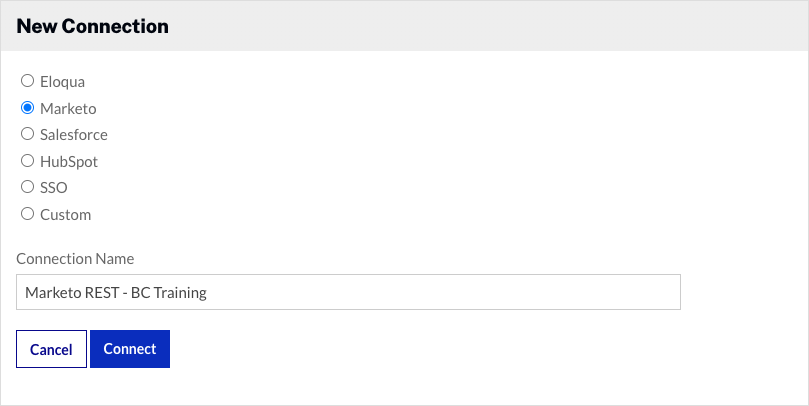 New Connection
Eloqua
Marketo
Salesforce
HubSpot
SSO
Custom
Connection Name
Marketo REST - BC Training
Cancel Connect